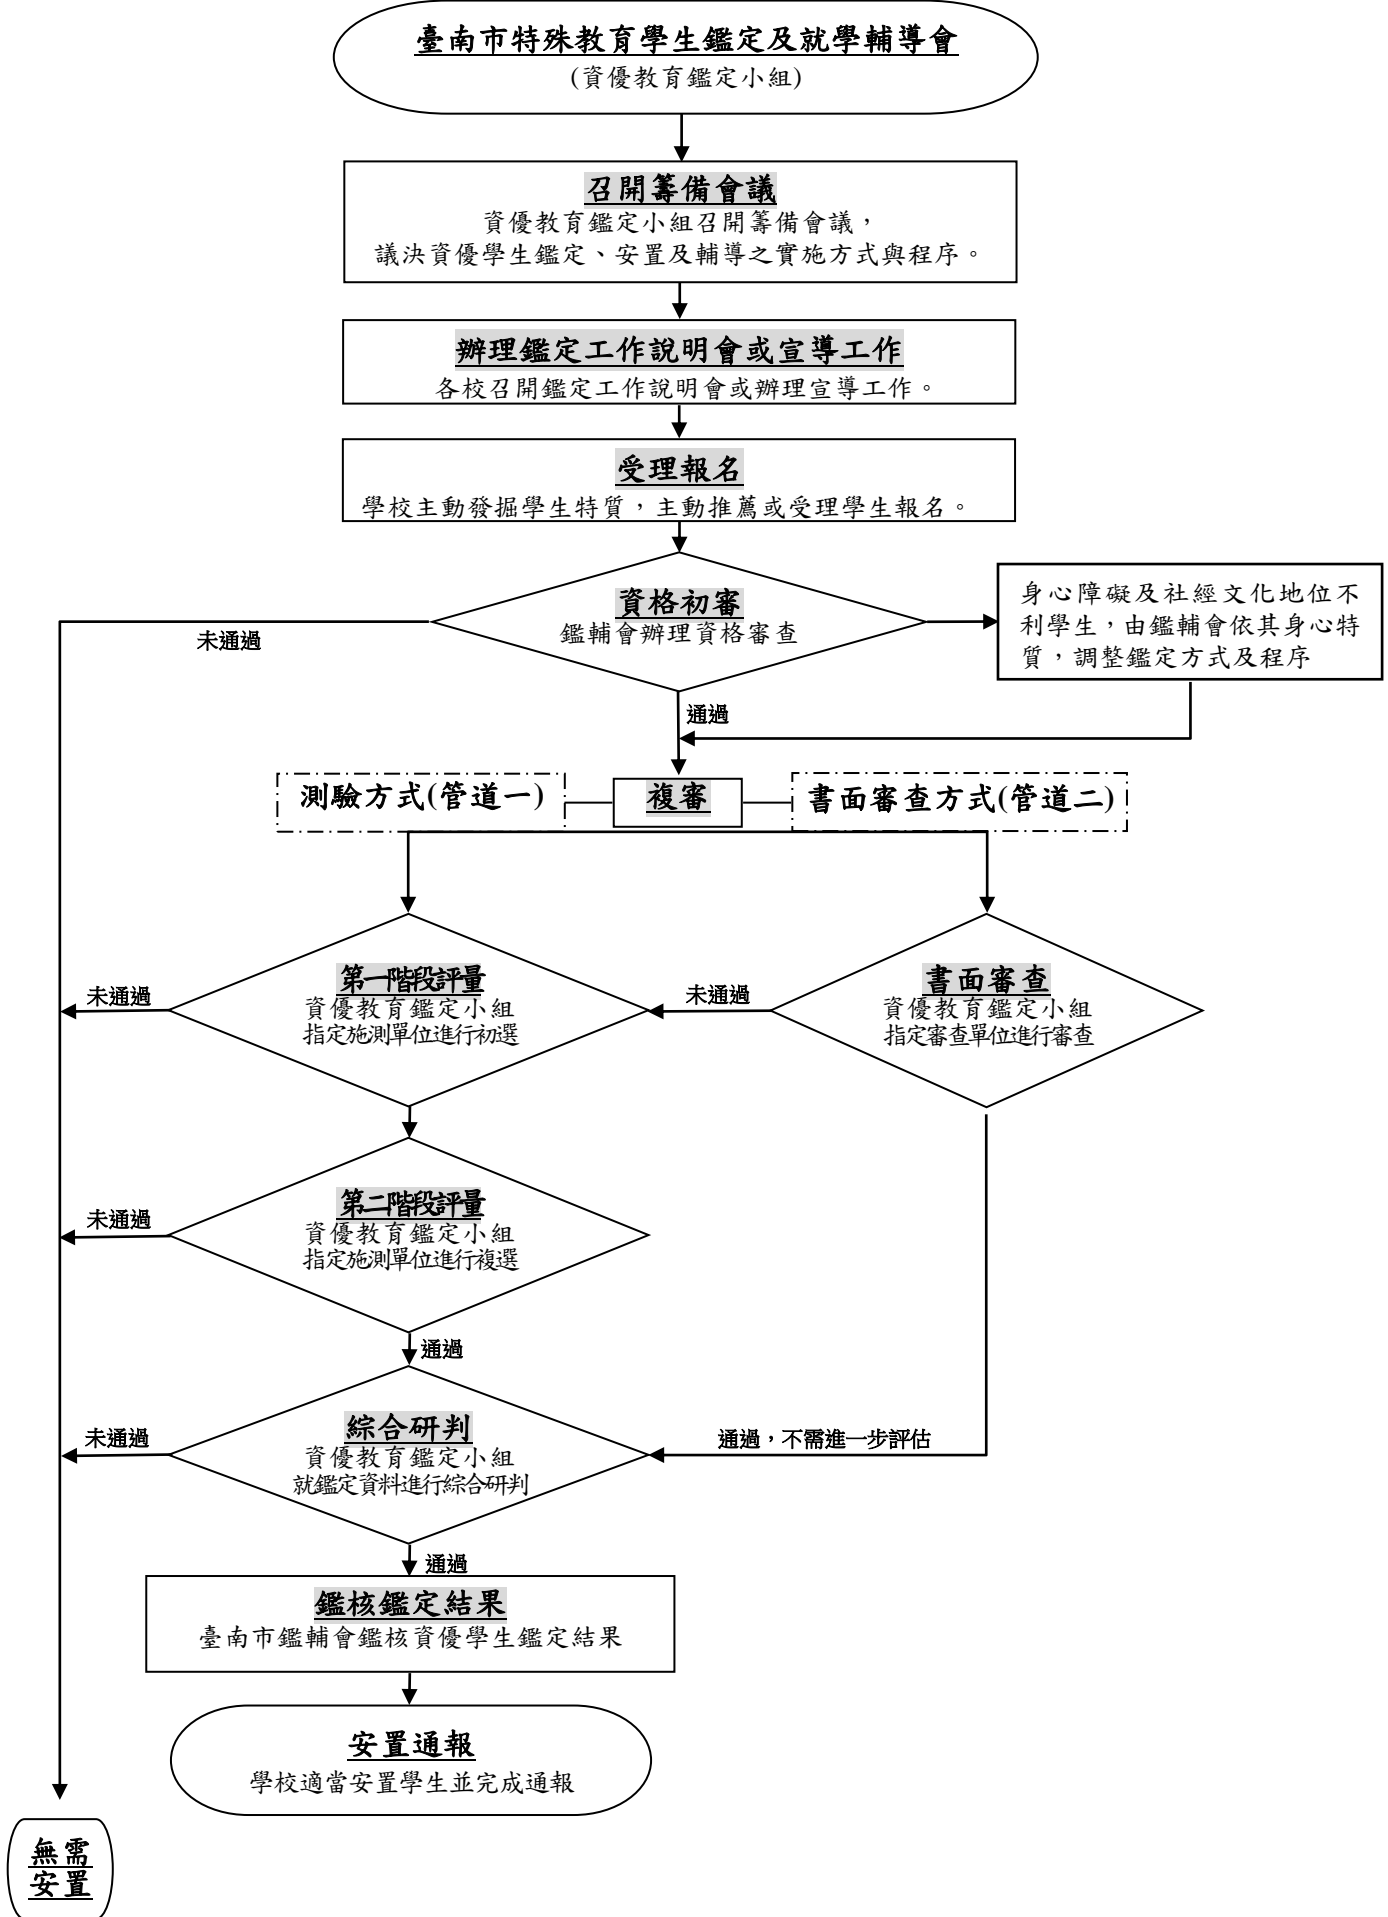 臺南市特殊教育學生鑑定及就學輔導會
(資優教育鑑定小組)
召開籌備會議
資優教育鑑定小組召開籌備會議，
議決資優學生鑑定、安置及輔導之實施方式與程序。
辦理鑑定工作說明會或宣導工作
各校召開鑑定工作說明會或辦理宣導工作。
受理報名
學校主動發掘學生特質，主動推薦或受理學生報名。
資格初審
鑑輔會辦理資格審查
未通過
身心障礙及社經文化地位不
利學生，由鑑輔會依其身心特
質，調整鑑定方式及程序
通過
測驗方式(管道一)
複審
書面審查方式(管道二)
第一階段評量
資優教育鑑定小組
指定施測單位進行初選
未通過
未通過
書面審查
資優教育鑑定小組
指定審查單位進行審查
第二階段評量
資優教育鑑定小組
指定施測單位進行複選
未通過
通過
綜合研判
資優教育鑑定小組
就鑑定資料進行綜合研判
未通過
通過，不需進一步評估
通過
鑑核鑑定結果
臺南市鑑輔會鑑核資優學生鑑定結果
安置通報
學校適當安置學生並完成通報
無需
安置